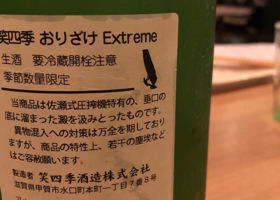 笑四季 おりざけ Extreme
生酒 要冷蔵開栓注意
季節数量限定
当商品は佐瀬式圧搾機特有の、垂口の
底に溜まった澱を汲みとったものです。
異物混入への対策は万全を期しており
ますが、商品の特性上、若干の塵埃など
はご容赦願います。
製造者 笑四季酒造株式会社
滋賀県甲賀市水口町本町一丁目7番8号